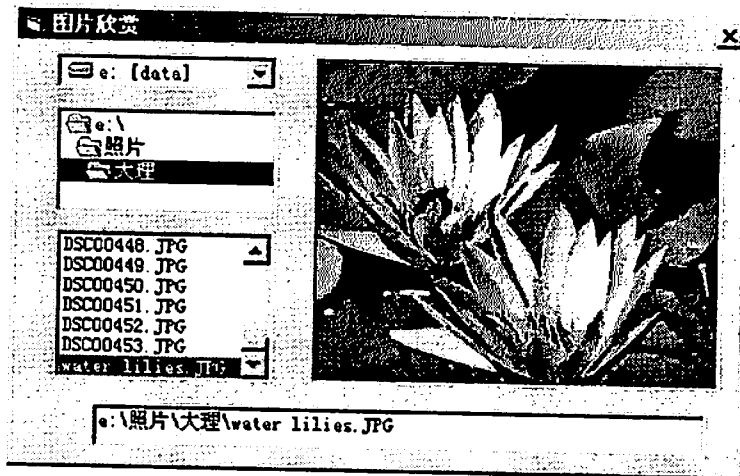 图片欣赏
e: [data]
e:\
照片
大理
DSC00448.JPG
DSC00449.JPG
DSC00450.JPG
DSC00451.JPG
DSC00452.JPG
DSC00453.JPG
water lilies.JPG
e:\照片\大理\water lilies.JPG